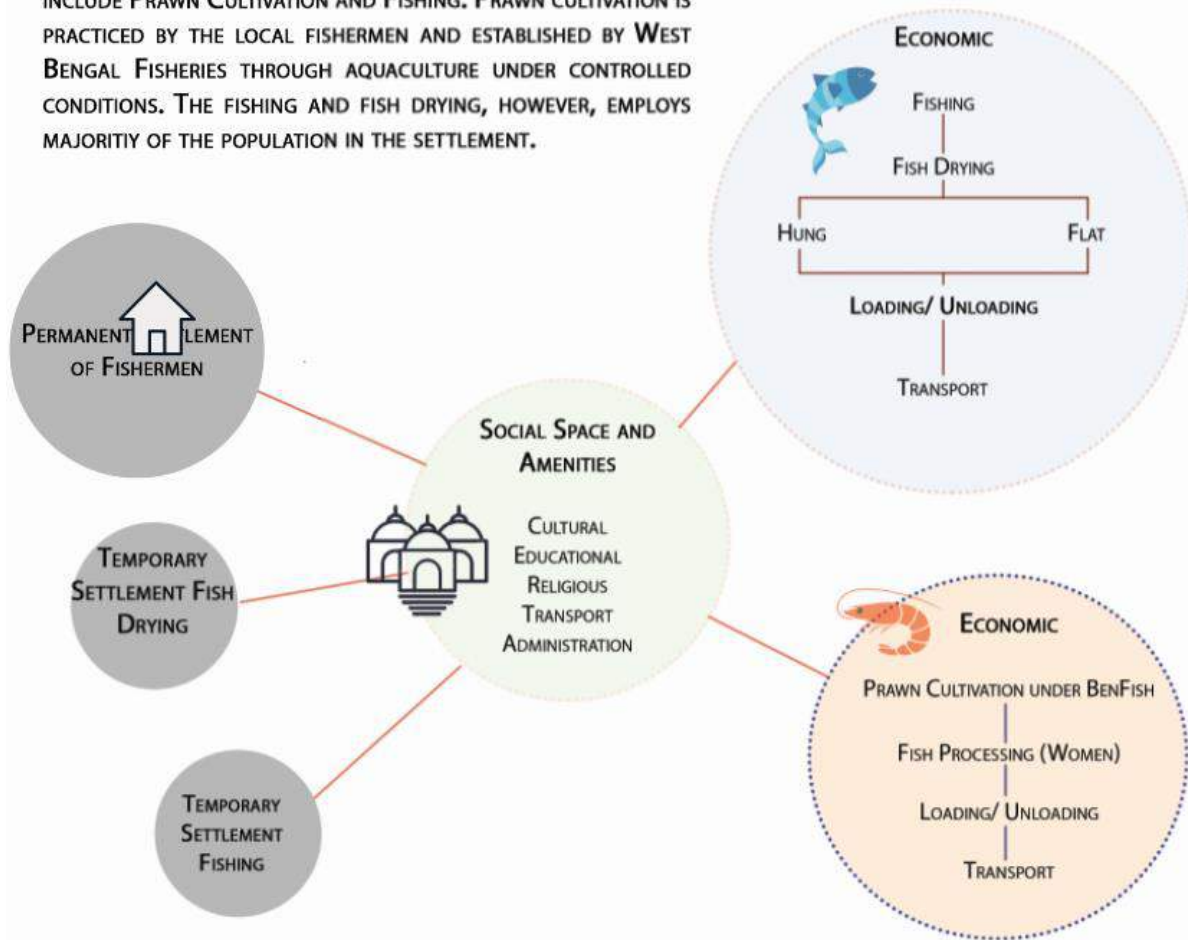 INCLUDE PRAWN CULTIVATION AND FISHING. PRAWN CULTIVATION IS
PRACTICED BY THE LOCAL FISHERMEN AND ESTABLISHED BY WEST
BENGAL FISHERIES THROUGH AQUACULTURE UNDER CONTROLLED
CONDITIONS. THE FISHING AND FISH DRYING, HOWEVER, EMPLOYS
MAJORITIY OF THE POPULATION IN THE SETTLEMENT.
ECONOMIC
FISHING
FISH DRYING
HUNG FLAT
LOADING/ UNLOADING
TRANSPORT
PERMANENT LEMENT
OF FISHERMEN
SOCIAL SPACE AND
AMENITIES
CULTURAL
EDUCATIONAL
RELIGIOUS
TRANSPORT
ADMINISTRATION
TEMPORARY
SETTLEMENT FISH
DRYING
TEMPORARY
SETTLEMENT
FISHING
ECONOMIC
PRAWN CULTIVATION UNDER BENFISH
FISH PROCESSING (WOMEN)
LOADING/ UNLOADING
TRANSPORT